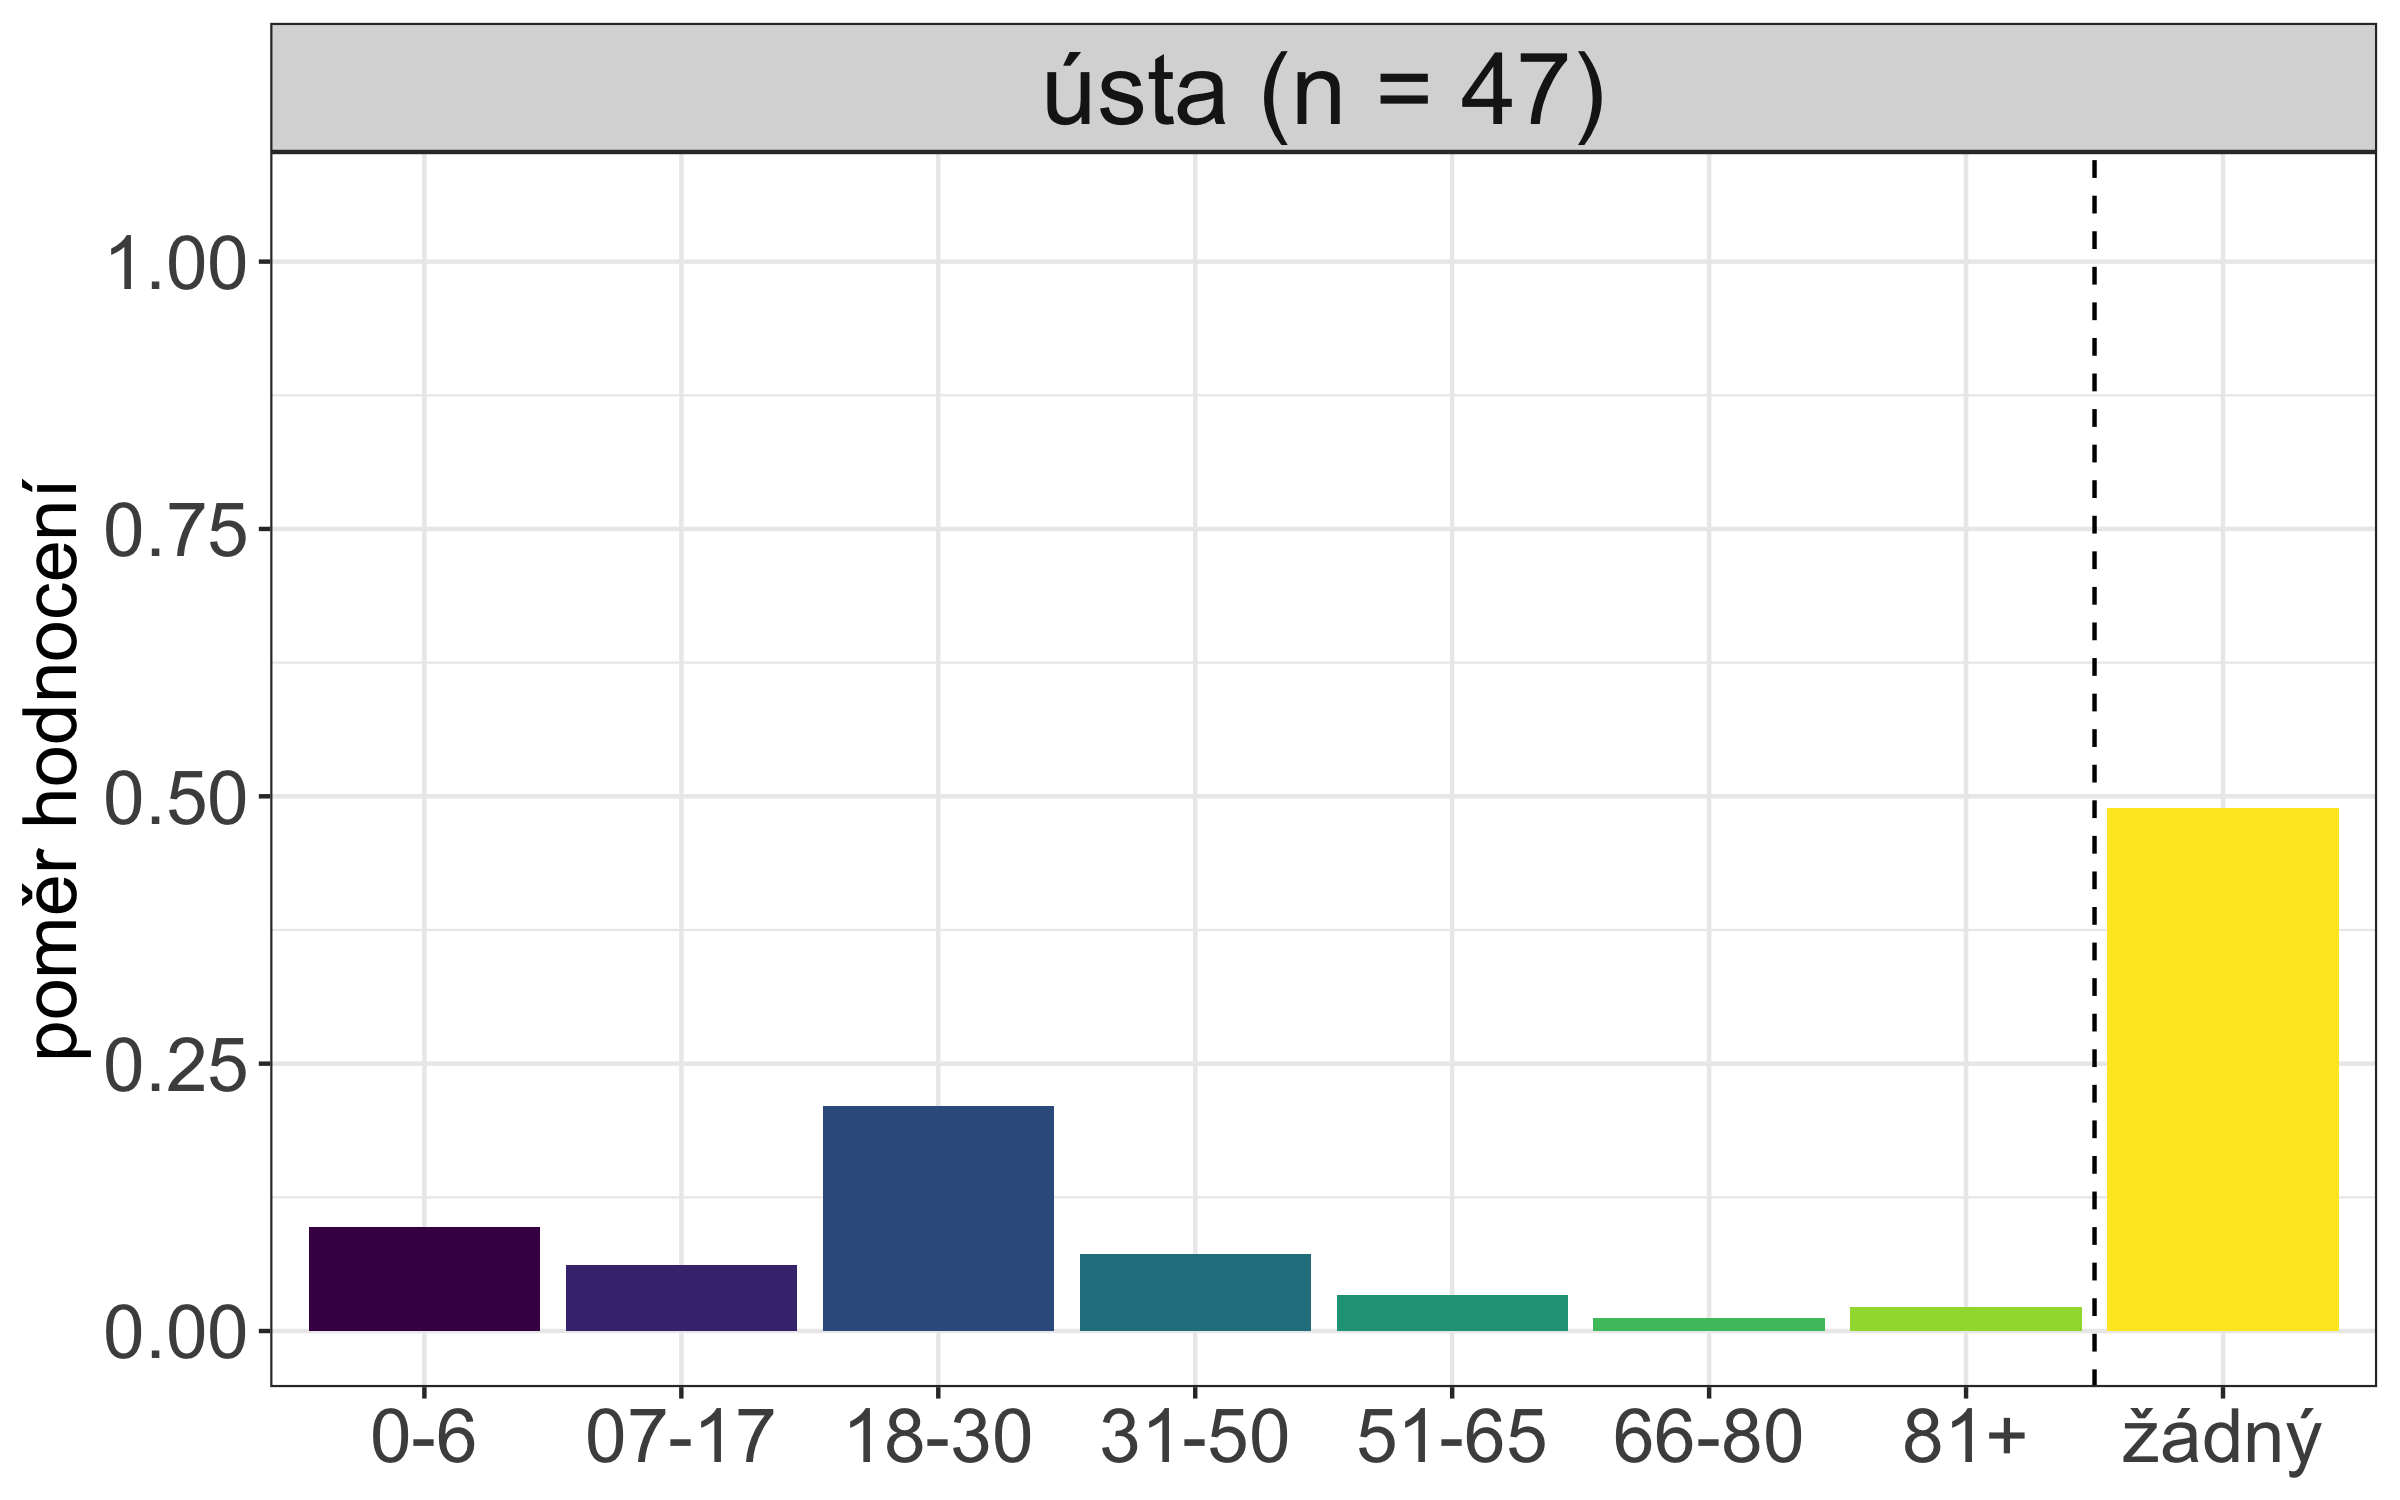 ústa (n = 47)
poměr hodnocení
1.00
0.75
0.50
0.25
0.00
0-6 07-17 18-30 31-50 51-65 66-80 81+ žádný